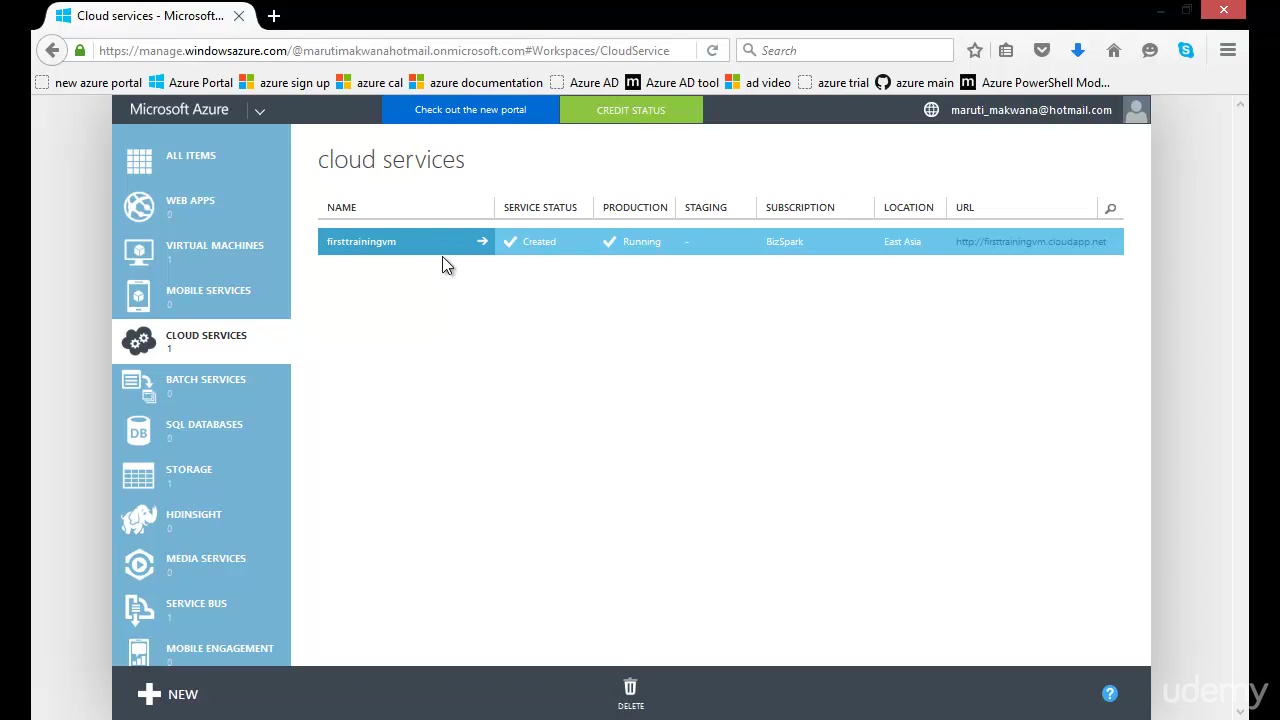 Cloud services - Microsoft Azur...
https://manage.windowsazure.com/@marutimakwanahotmail.onmicrosoft.com#Workspaces/CloudService
Search
new azure portal
Azure Portal
azure sign up
azure cal
azure documentation
Azure AD
Azure AD tool
ad video
azure trial
azure main
Azure PowerShell Mod...
Microsoft Azure
Check out the new portal
CREDIT STATUS
maruti_makwana@hotmail.com
ALL ITEMS
WEB APPS
0
VIRTUAL MACHINES
1
MOBILE SERVICES
0
CLOUD SERVICES
1
BATCH SERVICES
0
SQL DATABASES
0
DB
STORAGE
1
HDINSIGHT
0
MEDIA SERVICES
0
SERVICE BUS
1
MOBILE ENGAGEMENT
0
cloud services
NAME SERVICE STATUS PRODUCTION STAGING SUBSCRIPTION LOCATION URL
firsttrainingvm Created Running - BizSpark East Asia http://firsttrainingvm.cloudapp.net
NEW
DELETE
?
udemy